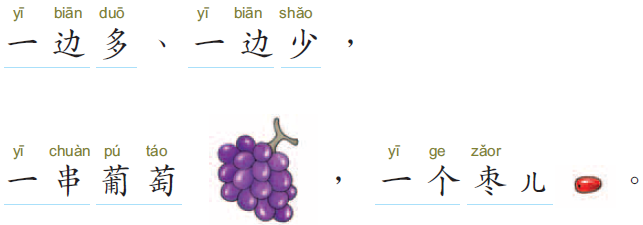 yī biān duō yī biān shǎo
一边多、一边少，
yī chuàn pú táo yī ge zǎor
一串葡萄，一个枣儿。